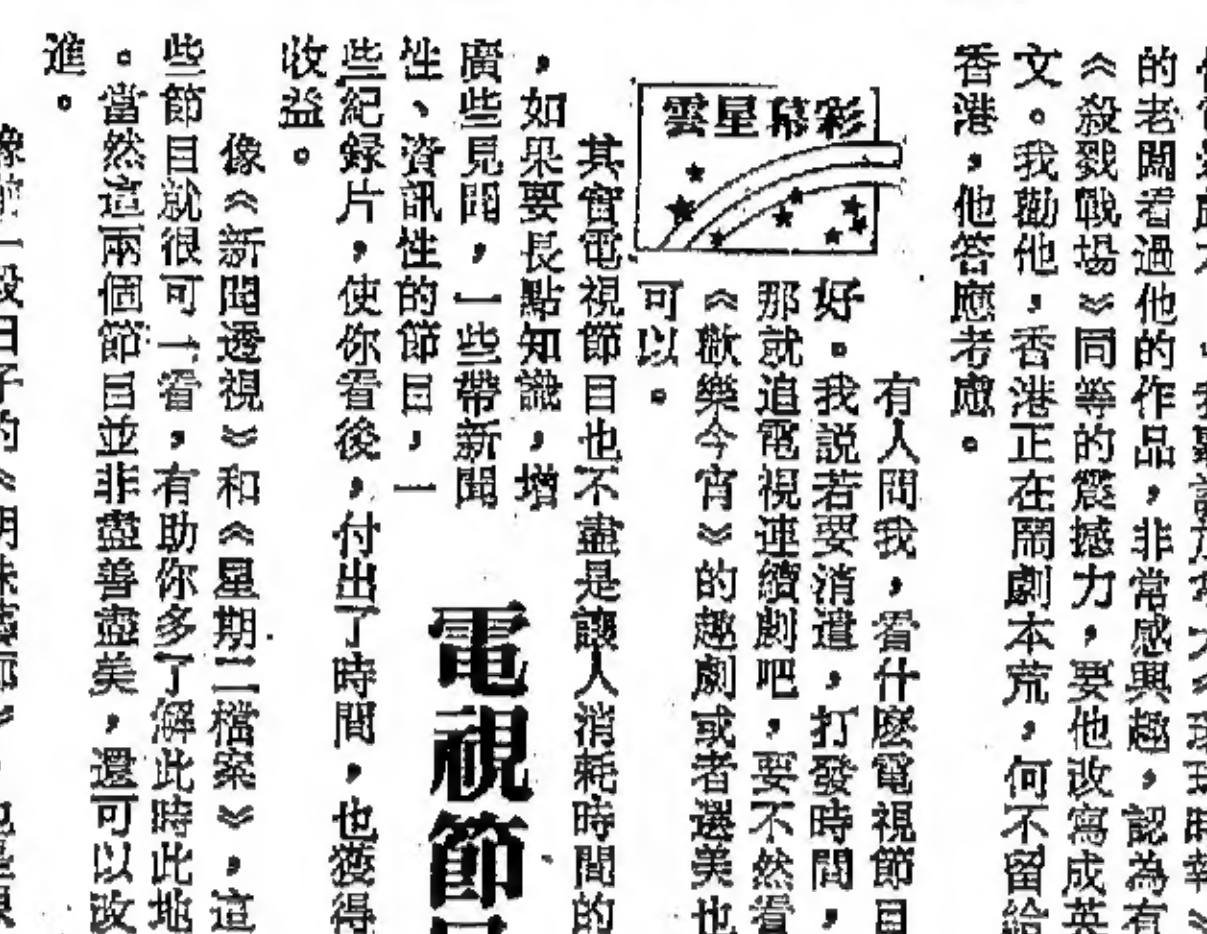 的老闆看過他的作品,非常感興趣,認為有
《殺戮戰場》同等的震撼力,要他改寫成英
文。我勸他,香港正在鬧劇本荒,何不留給
香港,他答應考慮。
彩幕星雲
有人問我,看什麼電視節目
好。我説若要消遣,打發時間,
那就追電視連續劇吧,要不然看
《歡樂今宵》的趣劇或者選美也
可以。
其實電視節目也不盡是讓人消耗時間的
,如果要長點知識,增
廣些見聞,一些帶新聞
性、資訊性的節目,一
些紀録片,使你看後,付出了時間,也獲得
收益。
電視節
像《新聞透視》和《星期二檔案》,這
些節目就很可一看,有助你多了解此時此地
。當然這兩個節目並非盡善盡美,還可以改
進。